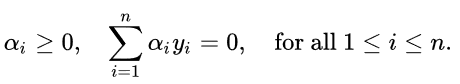 αᵢ ≥ 0, ∑ᵢ₌₁ⁿ αᵢyᵢ = 0, for all 1 ≤ i ≤ n.